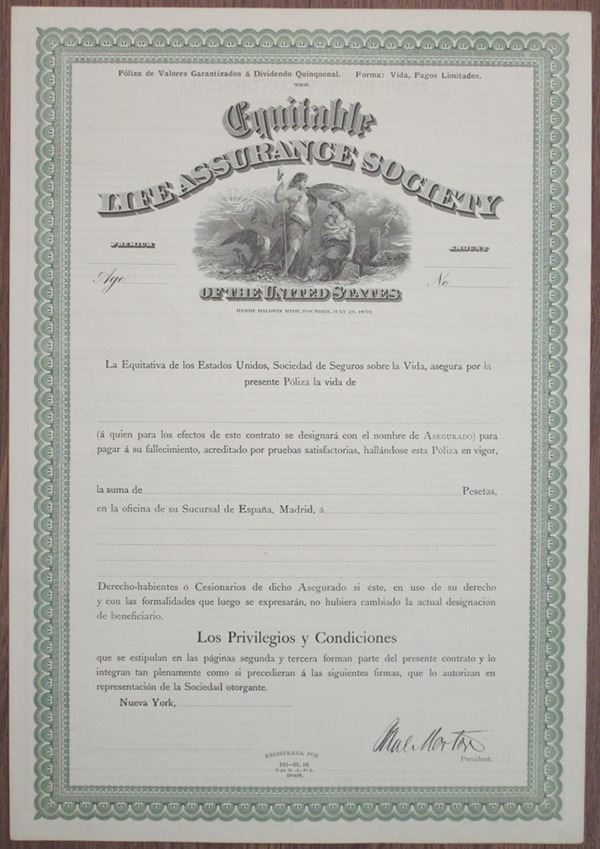 Póliza de Valores Garantizados á Dividendo Quinquenal. Forma: Vida, Pagos Limitados.
THE
Equitable
LIFE ASSURANCE SOCIETY
PREMIUM
AMOUNT
Age
No
OF THE UNITED STATES
HENRY BALDWIN HYDE, FOUNDER, JULY 26, 1859.
La Equitativa de los Estados Unidos, Sociedad de Seguros sobre la Vida, asegura por la
presente Póliza la vida de
(á quien para los efectos de este contrato se designará con el nombre de ASEGURADO) para
pagar á su fallecimiento, acreditado por pruebas satisfactorias, hallándose esta Póliza en vigor,
la suma de Pesetas,
en la oficina de su Sucursal de España, Madrid, á
Derecho-habientes ó Cesionarios de dicho Asegurado si éste, en uso de su derecho
y con las formalidades que luego se expresarán, no hubiera cambiado la actual designación
de beneficiario.
Los Privilegios y Condiciones
que se estipulan en las páginas segunda y tercera forman parte del presente contrato y lo
integran tan plenamente como si precedieran á las siguientes firmas, que lo autorizan en
representación de la Sociedad otorgante.
Nueva York,
Paul Morton
President.
REGISTRADA POR
SPAIN.